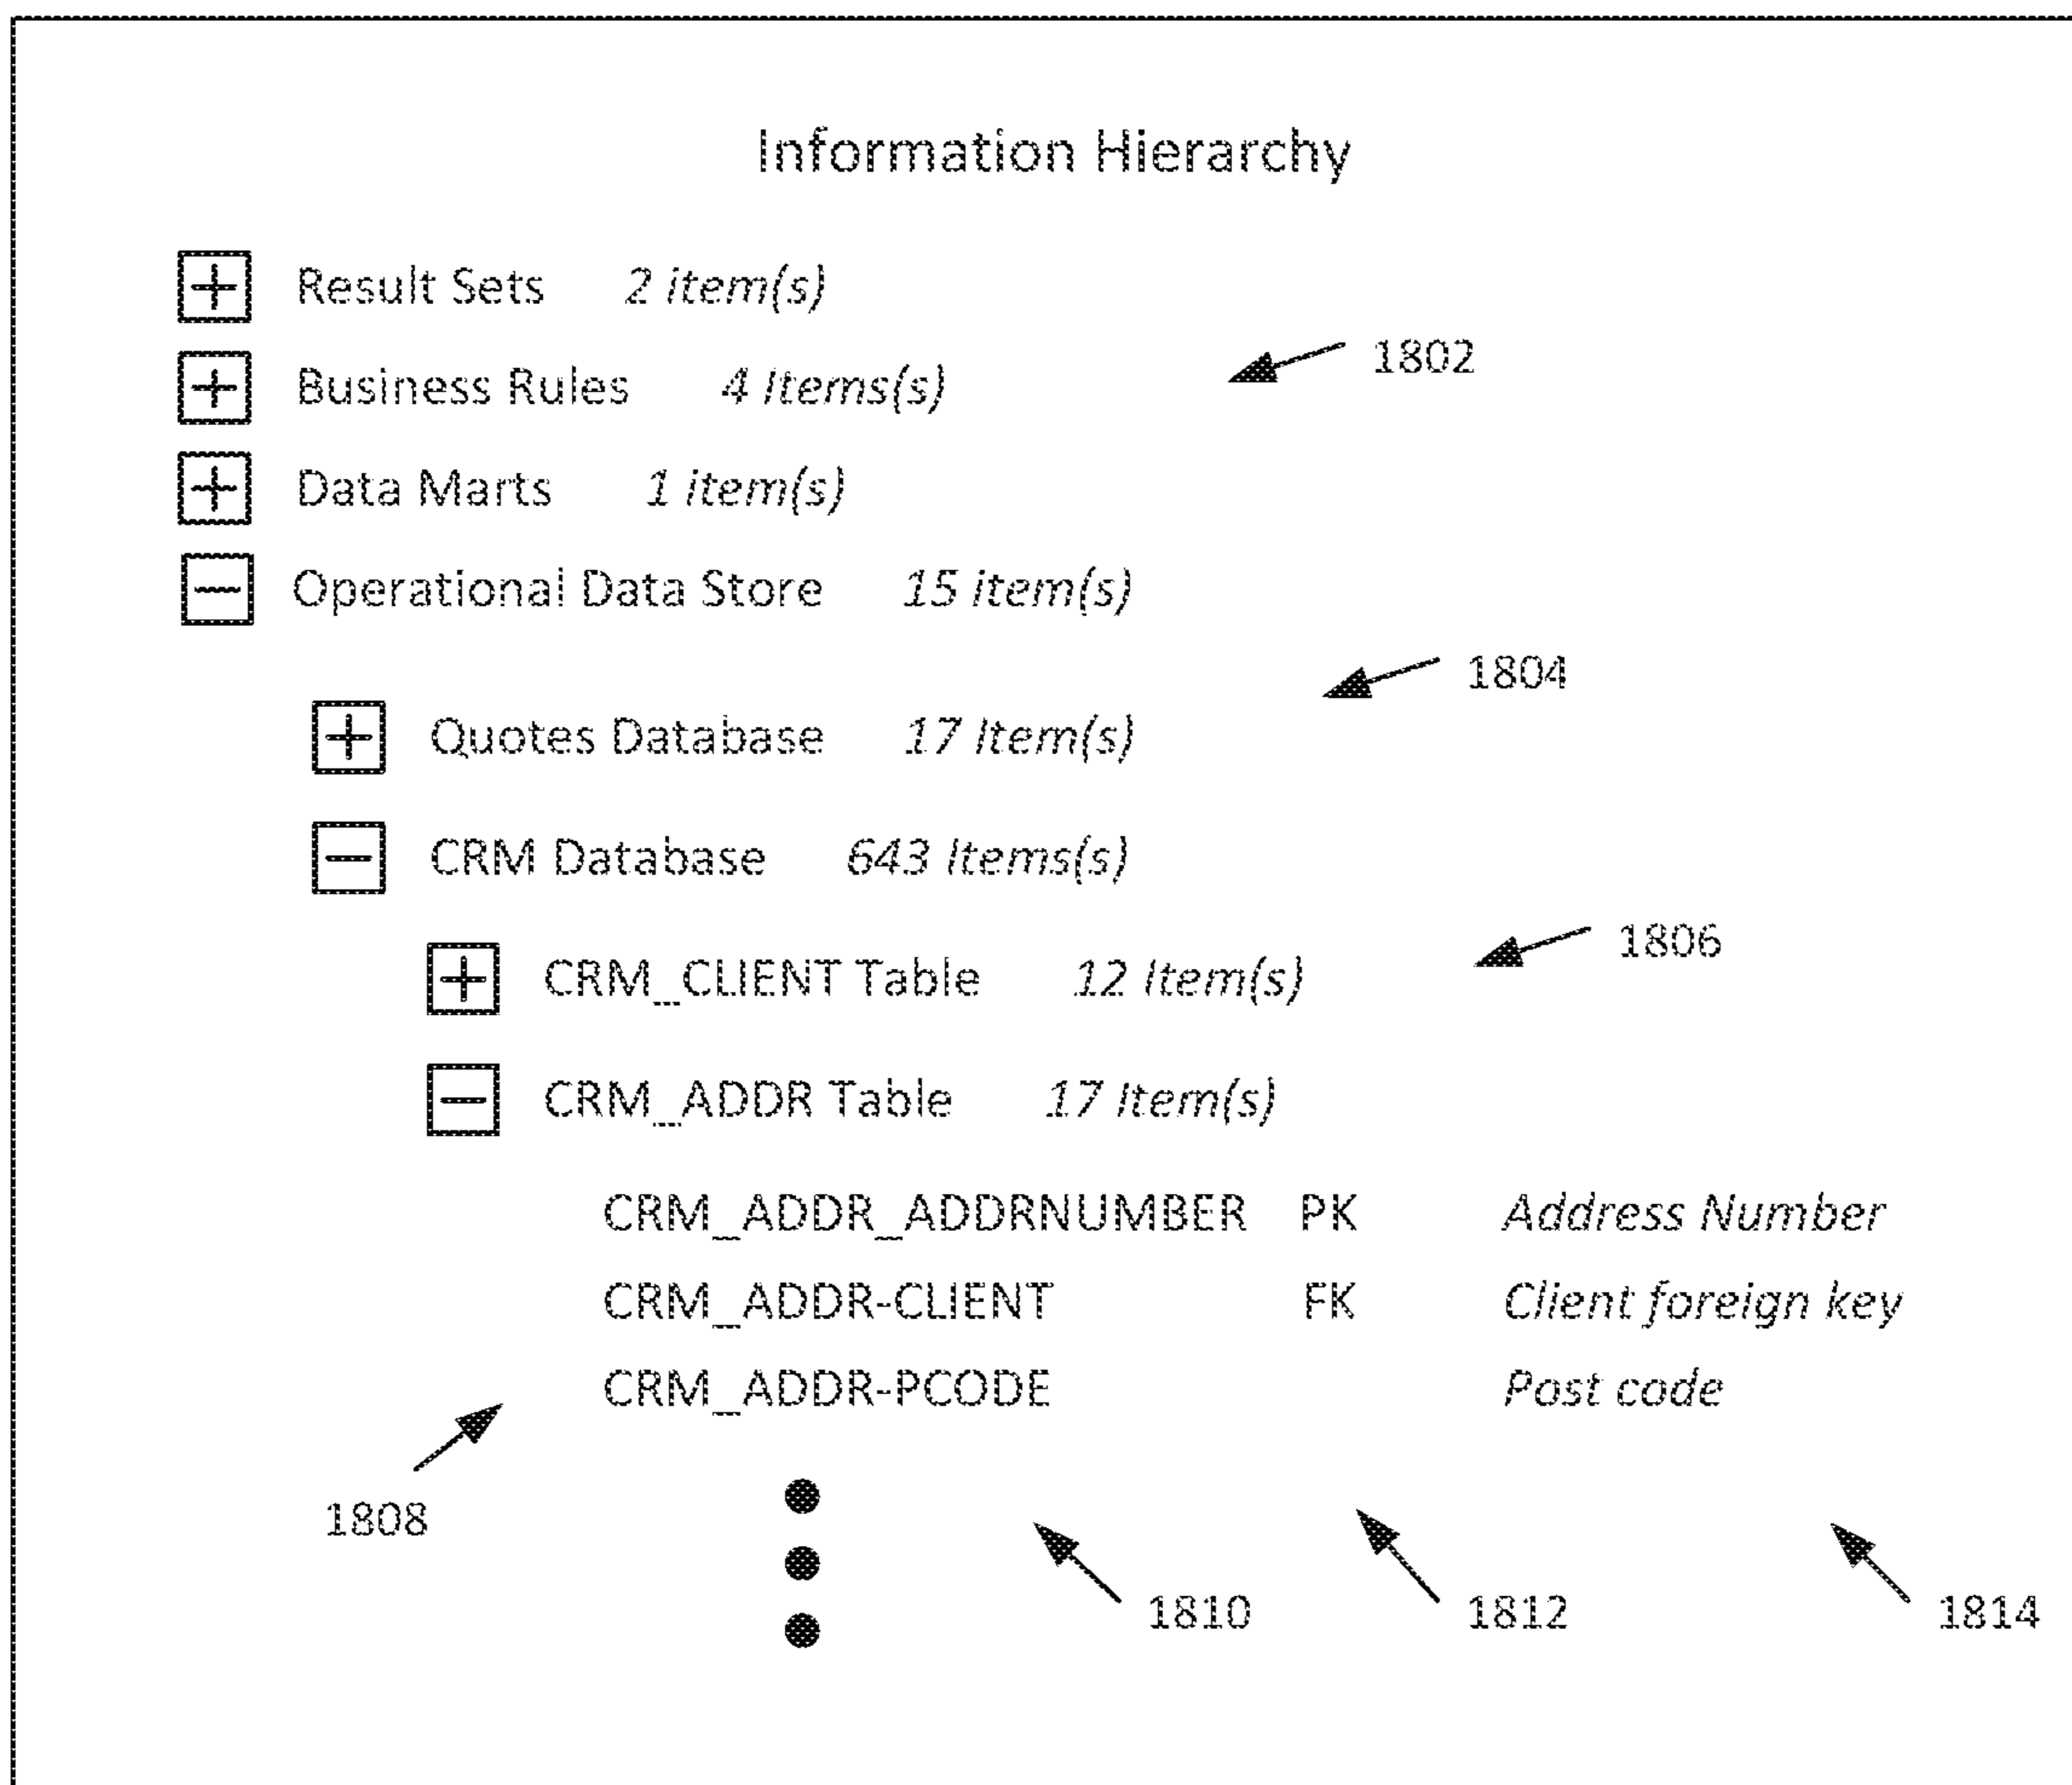 Information Hierarchy
+ Result Sets 2 item(s)
+ Business Rules 4 Items(s)
1802
+ Data Marts 1 item(s)
− Operational Data Store 15 item(s)
1804
+ Quotes Database 17 Item(s)
− CRM Database 643 Items(s)
1806
+ CRM_CLIENT Table 12 Item(s)
− CRM_ADDR Table 17 Item(s)
CRM_ADDR_ADDRNUMBER PK Address Number
CRM_ADDR-CLIENT FK Client foreign key
CRM_ADDR-PCODE Post code
1808
1810 1812 1814